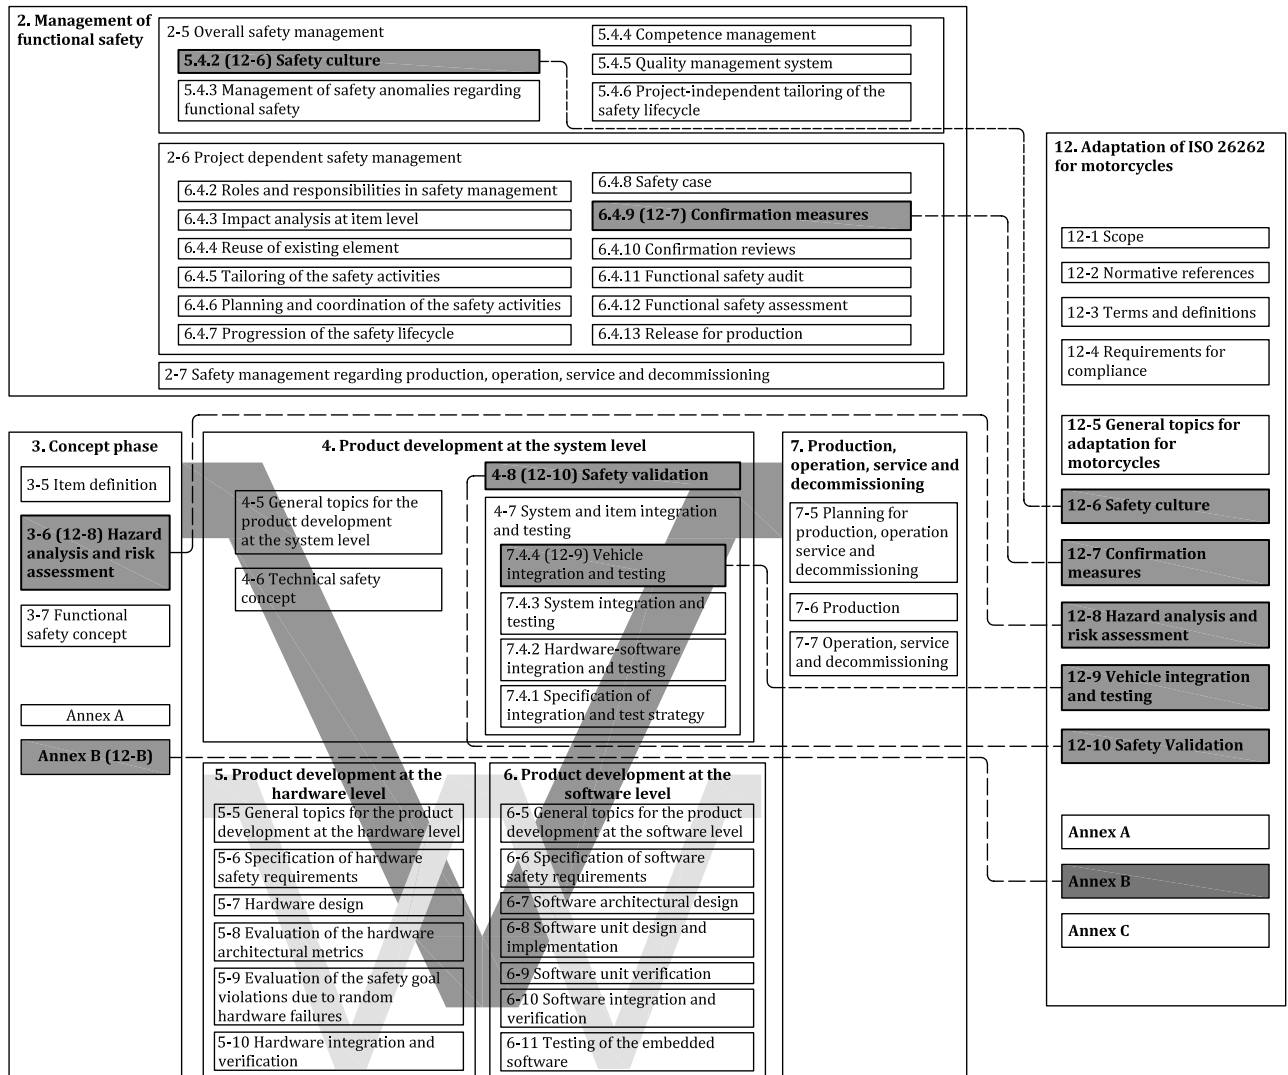 2. Management of
functional safety
2-5 Overall safety management
5.4.2 (12-6) Safety culture
5.4.3 Management of safety anomalies regarding
functional safety
5.4.4 Competence management
5.4.5 Quality management system
5.4.6 Project-independent tailoring of the
safety lifecycle
2-6 Project dependent safety management
6.4.2 Roles and responsibilities in safety management
6.4.3 Impact analysis at item level
6.4.4 Reuse of existing element
6.4.5 Tailoring of the safety activities
6.4.6 Planning and coordination of the safety activities
6.4.7 Progression of the safety lifecycle
6.4.8 Safety case
6.4.9 (12-7) Confirmation measures
6.4.10 Confirmation reviews
6.4.11 Functional safety audit
6.4.12 Functional safety assessment
6.4.13 Release for production
2-7 Safety management regarding production, operation, service and decommissioning
3. Concept phase
3-5 Item definition
3-6 (12-8) Hazard
analysis and risk
assessment
3-7 Functional
safety concept
Annex A
Annex B (12-B)
4. Product development at the system level
4-5 General topics for the
product development
at the system level
4-6 Technical safety
concept
4-8 (12-10) Safety validation
4-7 System and item integration
and testing
7.4.4 (12-9) Vehicle
integration and testing
7.4.3 System integration and
testing
7.4.2 Hardware-software
integration and testing
7.4.1 Specification of
integration and test strategy
7. Production,
operation, service and
decommissioning
7-5 Planning for
production, operation
service and
decommissioning
7-6 Production
7-7 Operation, service
and decommissioning
5. Product development at the
hardware level
5-5 General topics for the product
development at the hardware level
5-6 Specification of hardware
safety requirements
5-7 Hardware design
5-8 Evaluation of the hardware
architectural metrics
5-9 Evaluation of the safety goal
violations due to random
hardware failures
5-10 Hardware integration and
verification
6. Product development at the
software level
6-5 General topics for the product
development at the software level
6-6 Specification of software
safety requirements
6-7 Software architectural design
6-8 Software unit design and
implementation
6-9 Software unit verification
6-10 Software integration and
verification
6-11 Testing of the embedded
software
12. Adaptation of ISO 26262
for motorcycles
12-1 Scope
12-2 Normative references
12-3 Terms and definitions
12-4 Requirements for
compliance
12-5 General topics for
adaptation for
motorcycles
12-6 Safety culture
12-7 Confirmation
measures
12-8 Hazard analysis and
risk assessment
12-9 Vehicle integration
and testing
12-10 Safety Validation
Annex A
Annex B
Annex C